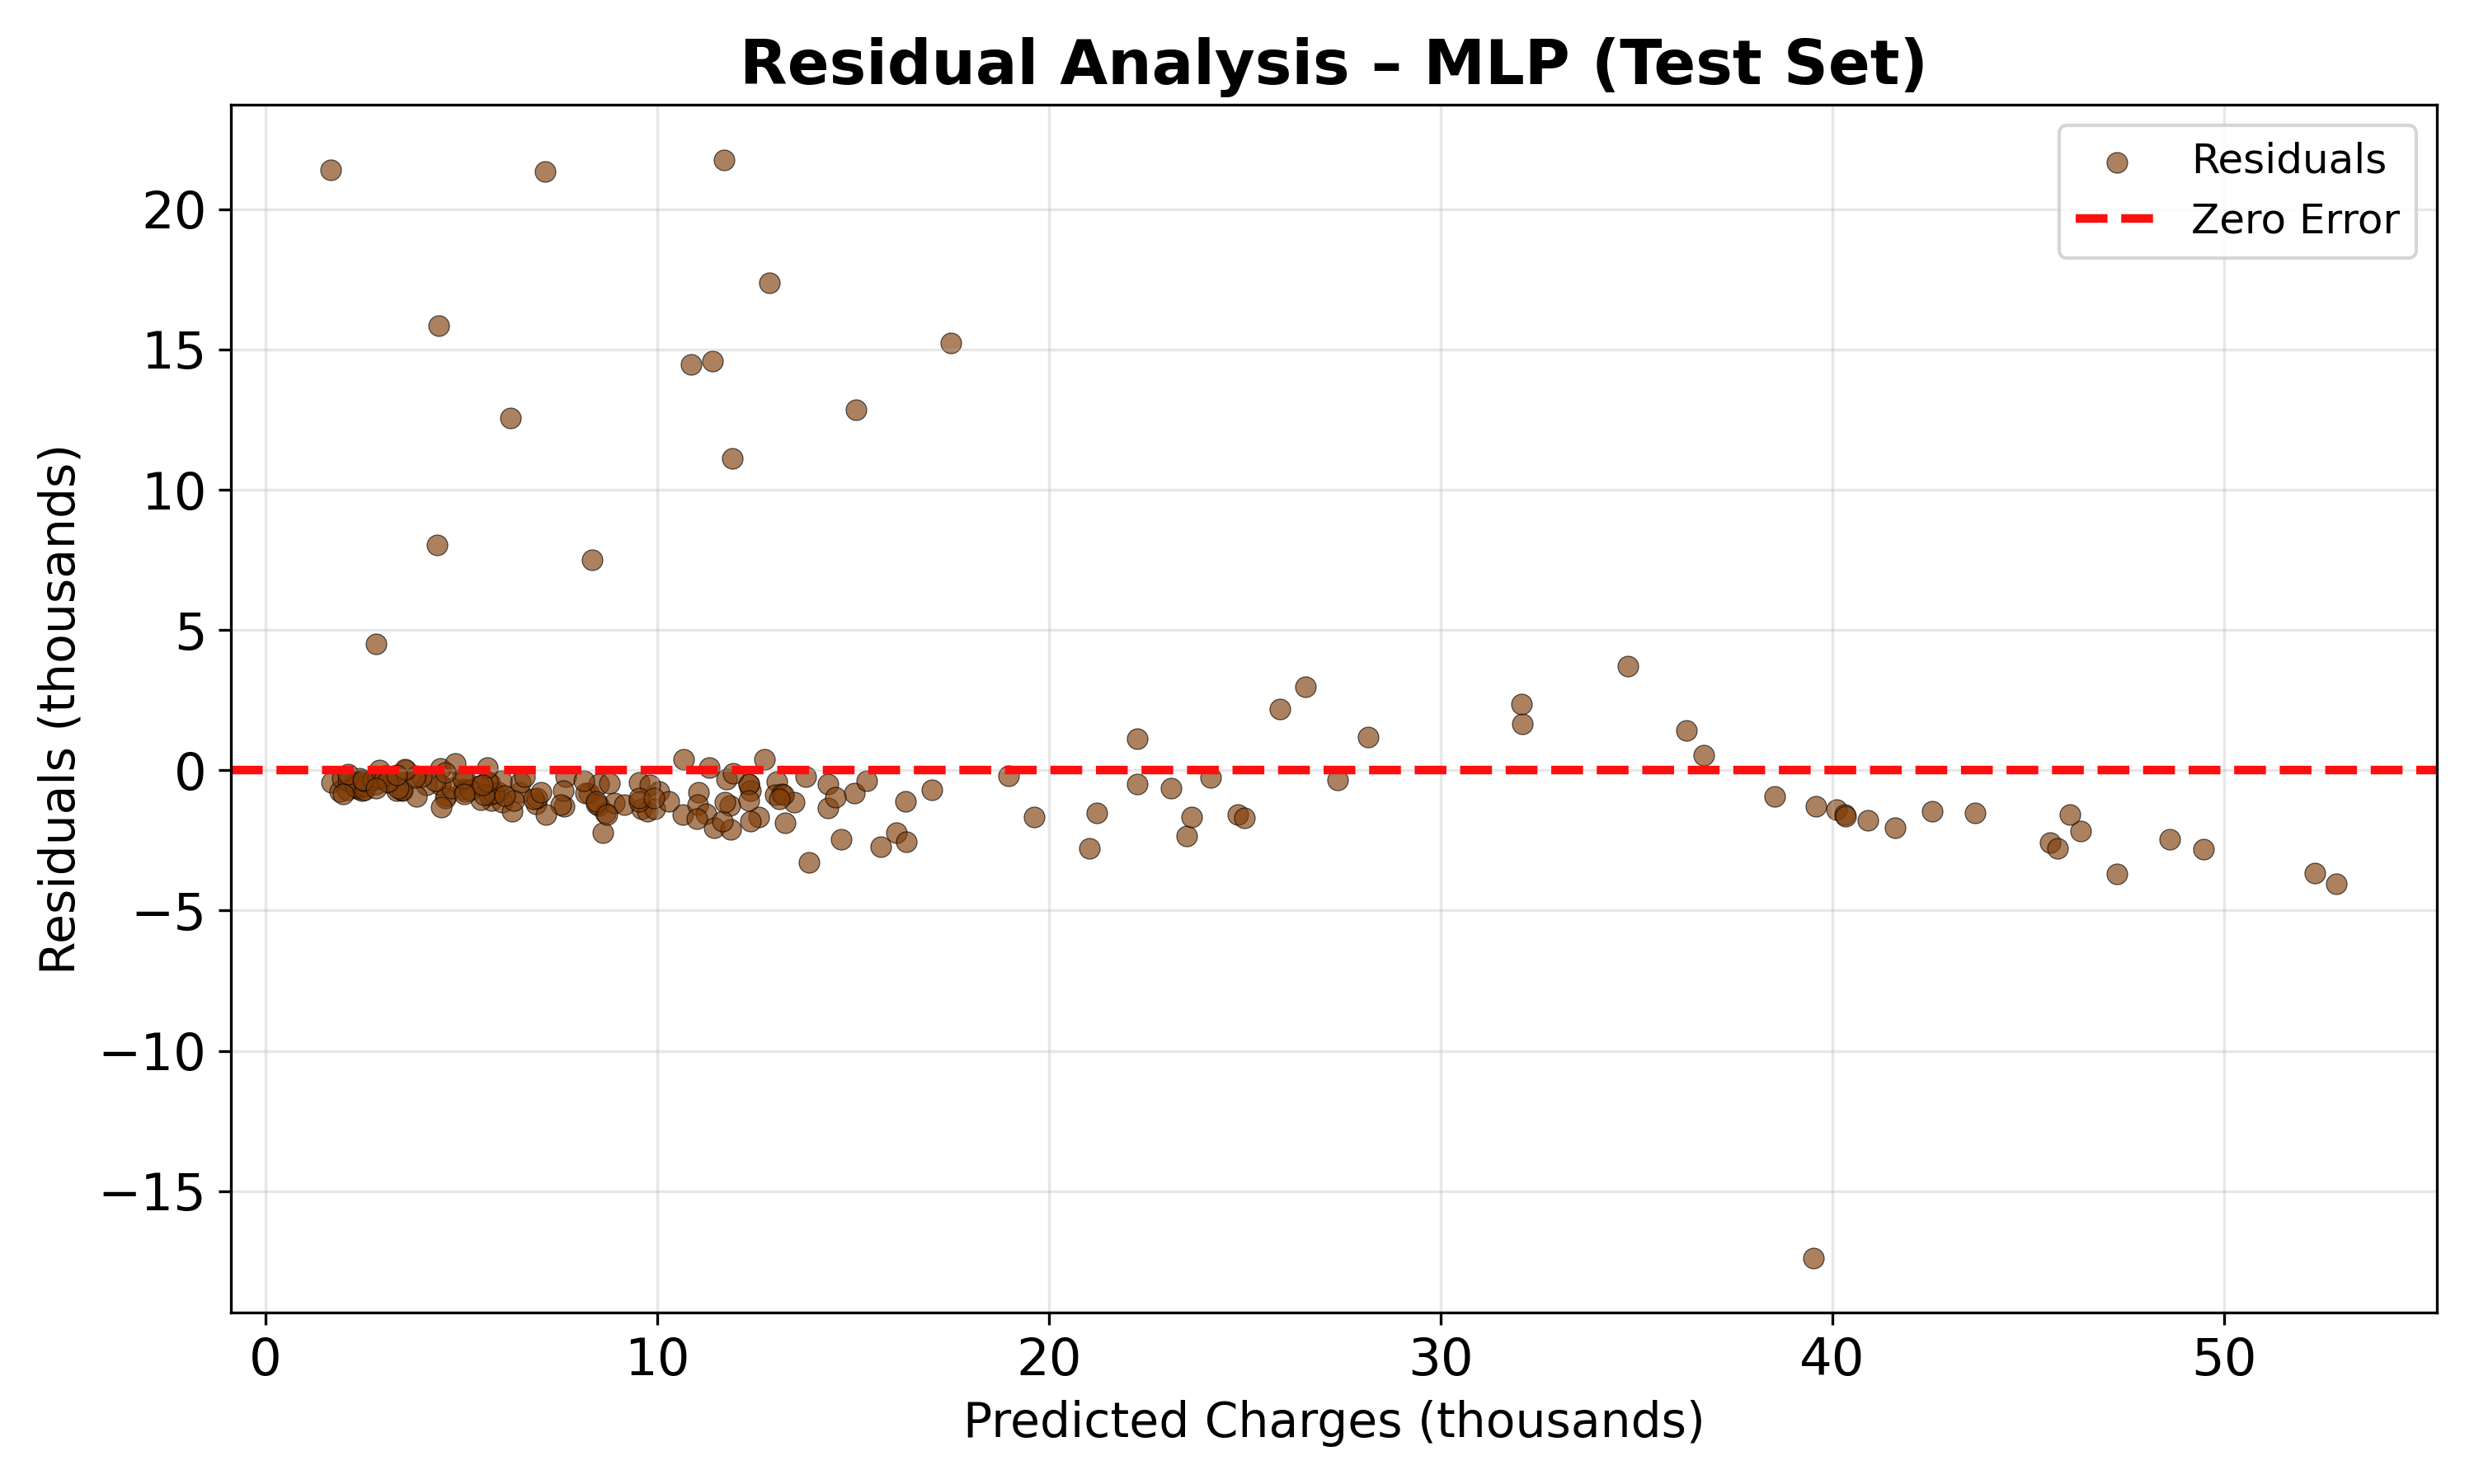 Residual Analysis – MLP (Test Set)
Residuals
Zero Error
Residuals (thousands)
20
15
10
5
0
−5
−10
−15
0 10 20 30 40 50
Predicted Charges (thousands)